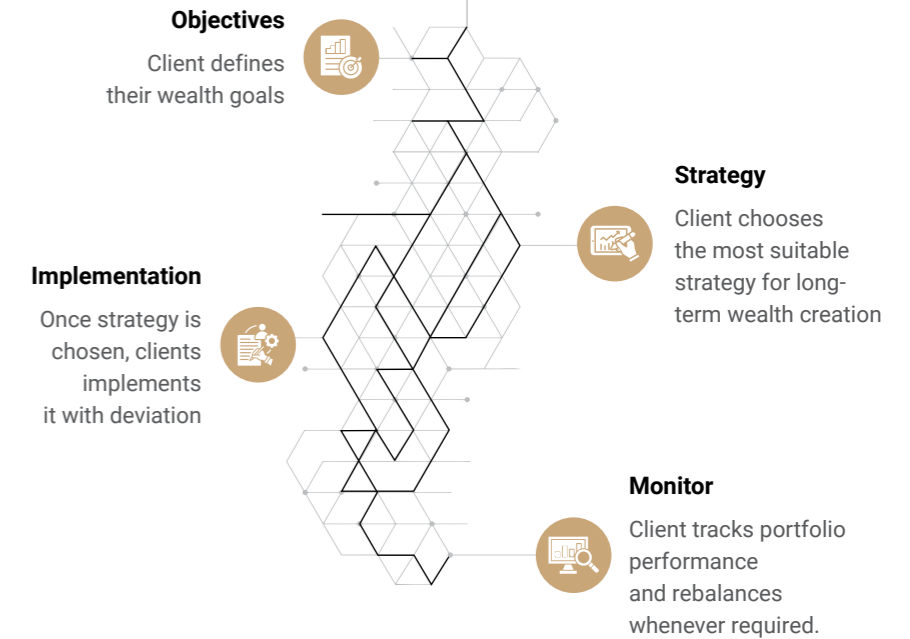 Objectives
Client defines
their wealth goals
Strategy
Client chooses
the most suitable
strategy for long-
term wealth creation
Implementation
Once strategy is
chosen, clients
implements
it with deviation
Monitor
Client tracks portfolio
performance
and rebalances
whenever required.